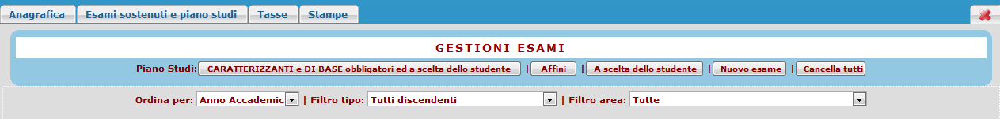 Anagrafica Esami sostenuti e piano studi Tasse Stampe
GESTIONI ESAMI
Piano Studi: CARATTERIZZANTI e DI BASE obbligatori ed a scelta dello studente | Affini | A scelta dello studente | Nuovo esame | Cancella tutti
Ordina per: Anno Accademic | Filtro tipo: Tutti discendenti | Filtro area: Tutte